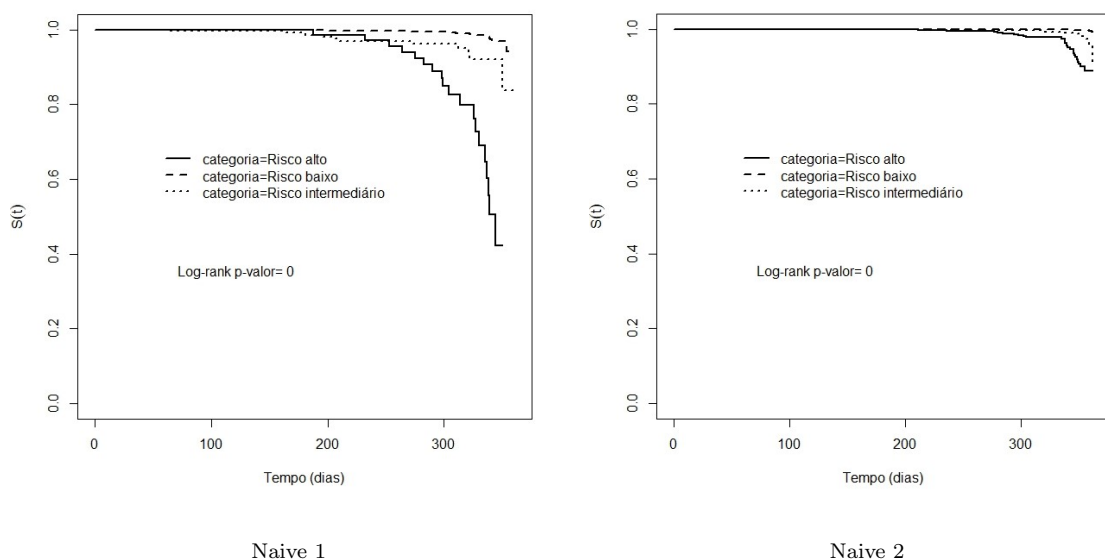 1.0
0.8
0.6
0.4
0.2
0.0
S(t)
categoria=Risco alto
categoria=Risco baixo
categoria=Risco intermediário
Log-rank p-valor= 0
0 100 200 300
Tempo (dias)
Naive 1
1.0
0.8
0.6
0.4
0.2
0.0
S(t)
categoria=Risco alto
categoria=Risco baixo
categoria=Risco intermediário
Log-rank p-valor= 0
0 100 200 300
Tempo (dias)
Naive 2